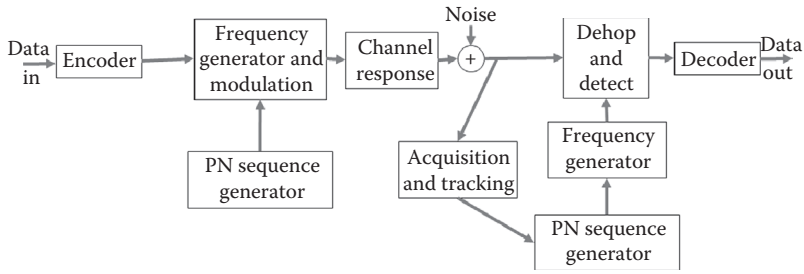 Data
in
Encoder
Frequency
generator and
modulation
PN sequence
generator
Channel
response
Noise
+
Acquisition
and tracking
PN sequence
generator
Frequency
generator
Dehop
and
detect
Decoder
Data
out